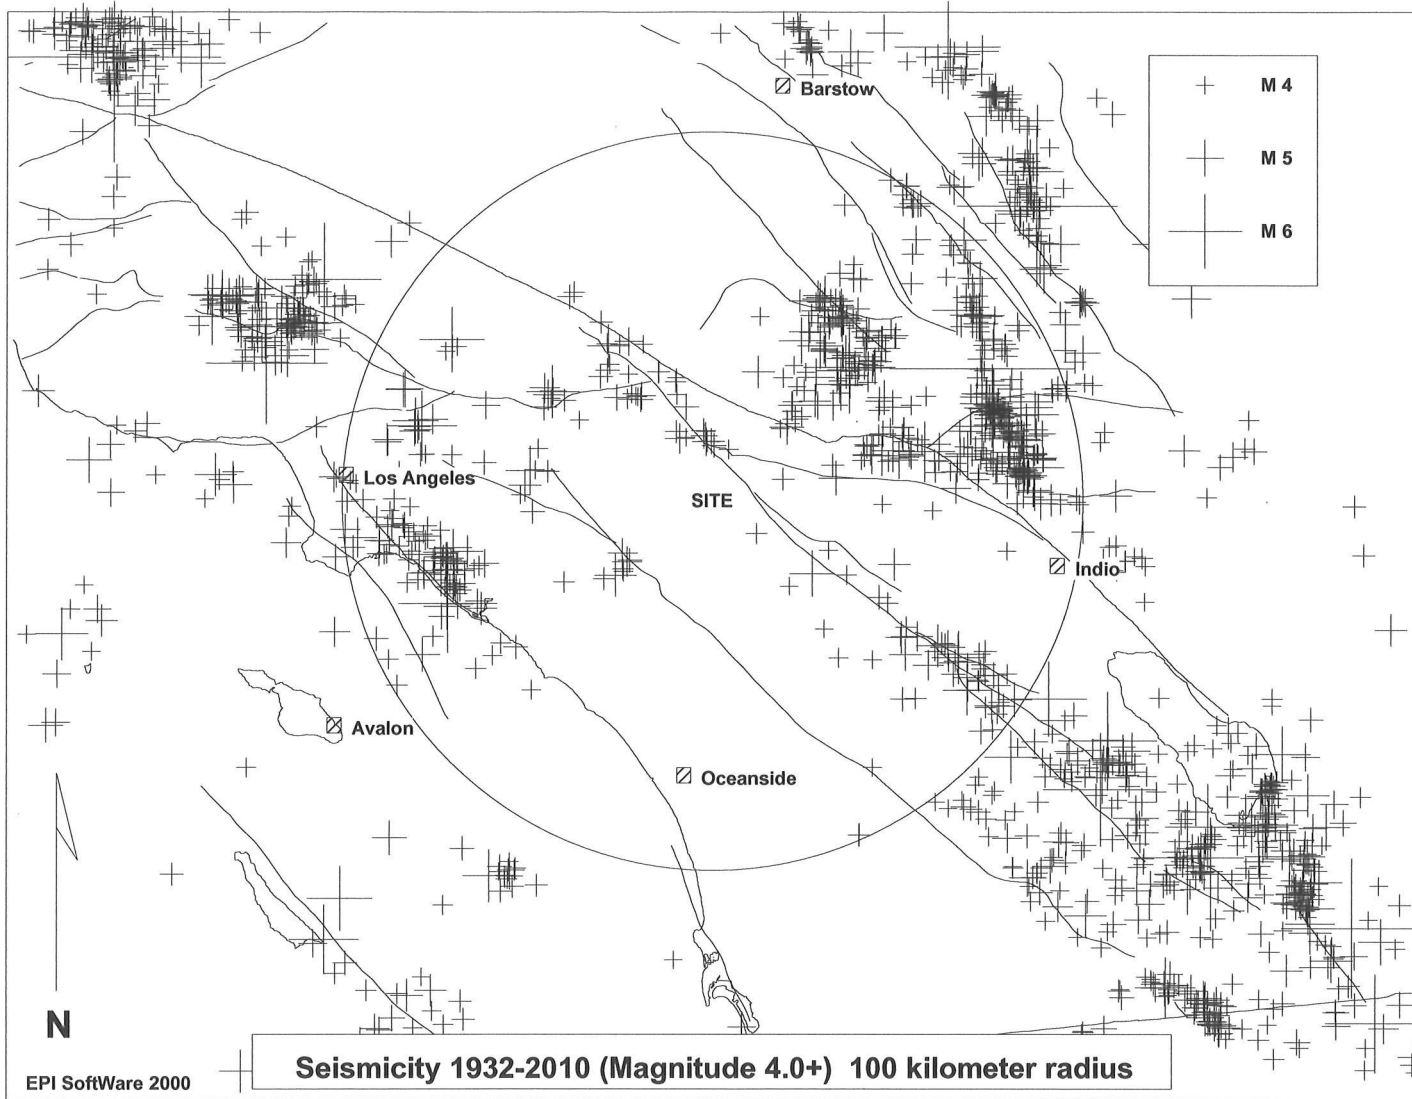 Barstow
M 4
M 5
M 6
Los Angeles
SITE
Indio
Avalon
Oceanside
N
Seismicity 1932-2010 (Magnitude 4.0+) 100 kilometer radius
EPI SoftWare 2000